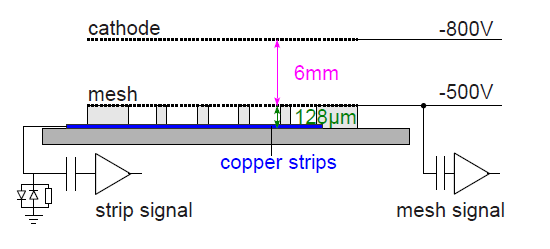 cathode
-800V
6mm
mesh
-500V
128μm
copper strips
strip signal
mesh signal